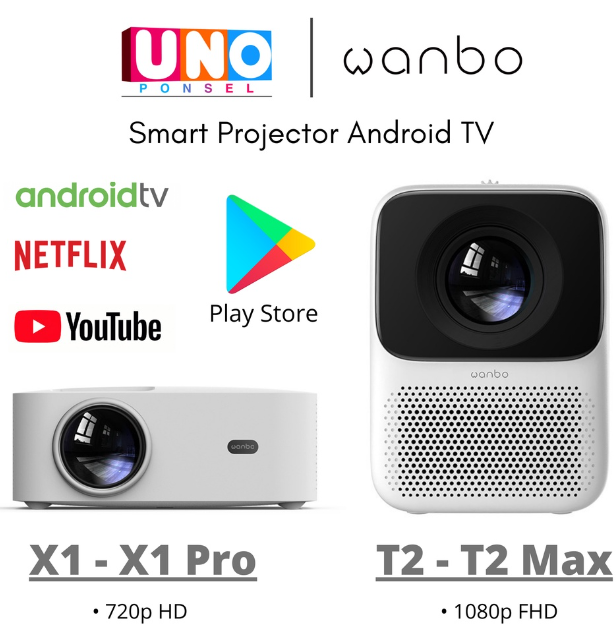 UNO
PONSEL
wanbo
Smart Projector Android TV
androidtv
NETFLIX
YouTube
Play Store
wanbo
wanbo
X1 - X1 Pro
T2 - T2 Max
• 720p HD
• 1080p FHD